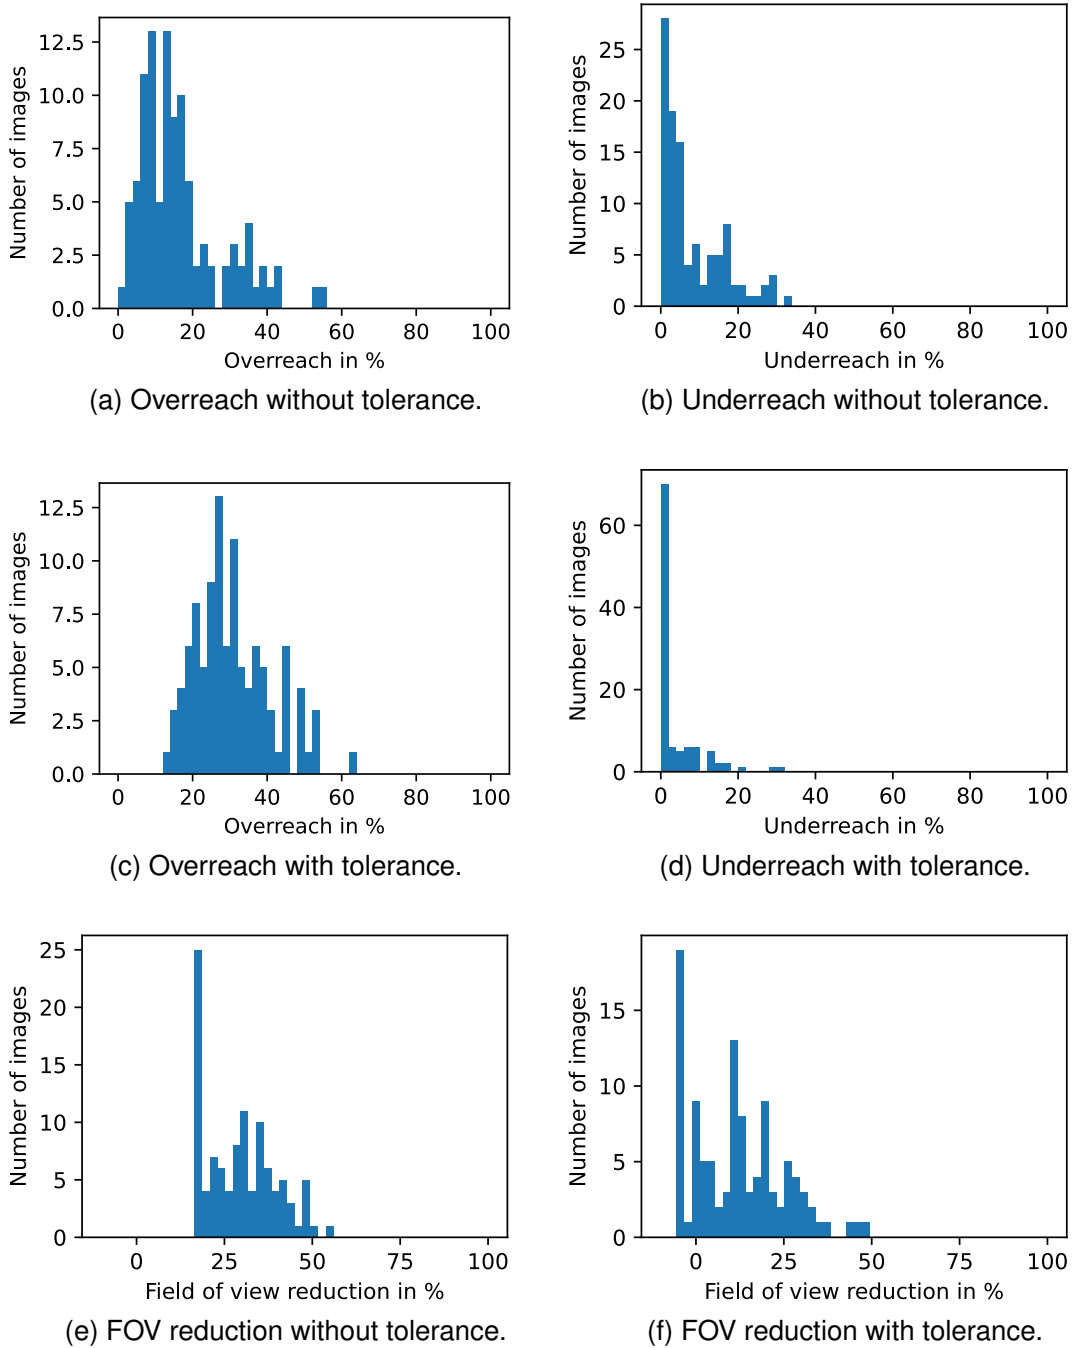 12.5
10.0
7.5
5.0
2.5
0.0
Number of images
0 20 40 60 80 100
Overreach in %
(a) Overreach without tolerance.
25
20
15
10
5
0
Number of images
0 20 40 60 80 100
Underreach in %
(b) Underreach without tolerance.
12.5
10.0
7.5
5.0
2.5
0.0
Number of images
0 20 40 60 80 100
Overreach in %
(c) Overreach with tolerance.
60
40
20
0
Number of images
0 20 40 60 80 100
Underreach in %
(d) Underreach with tolerance.
25
20
15
10
5
0
Number of images
0 25 50 75 100
Field of view reduction in %
(e) FOV reduction without tolerance.
15
10
5
0
Number of images
0 25 50 75 100
Field of view reduction in %
(f) FOV reduction with tolerance.